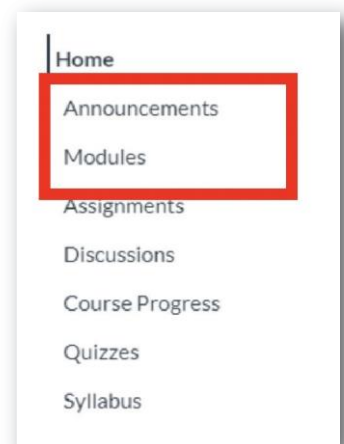 Home
Announcements
Modules
Assignments
Discussions
Course Progress
Quizzes
Syllabus